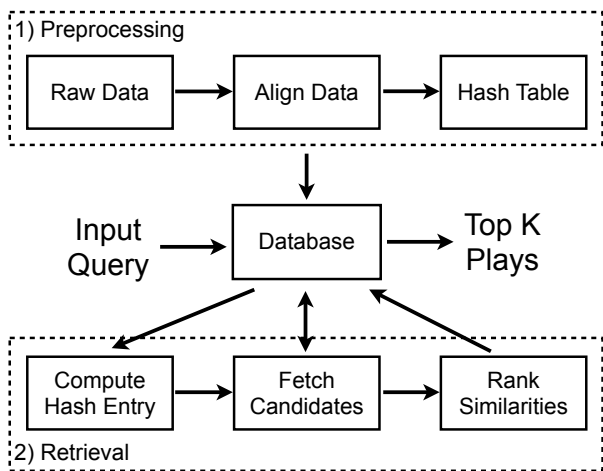 1) Preprocessing
Raw Data
Align Data
Hash Table
Input
Query
Database
Top K
Plays
Compute
Hash Entry
Fetch
Candidates
Rank
Similarities
2) Retrieval